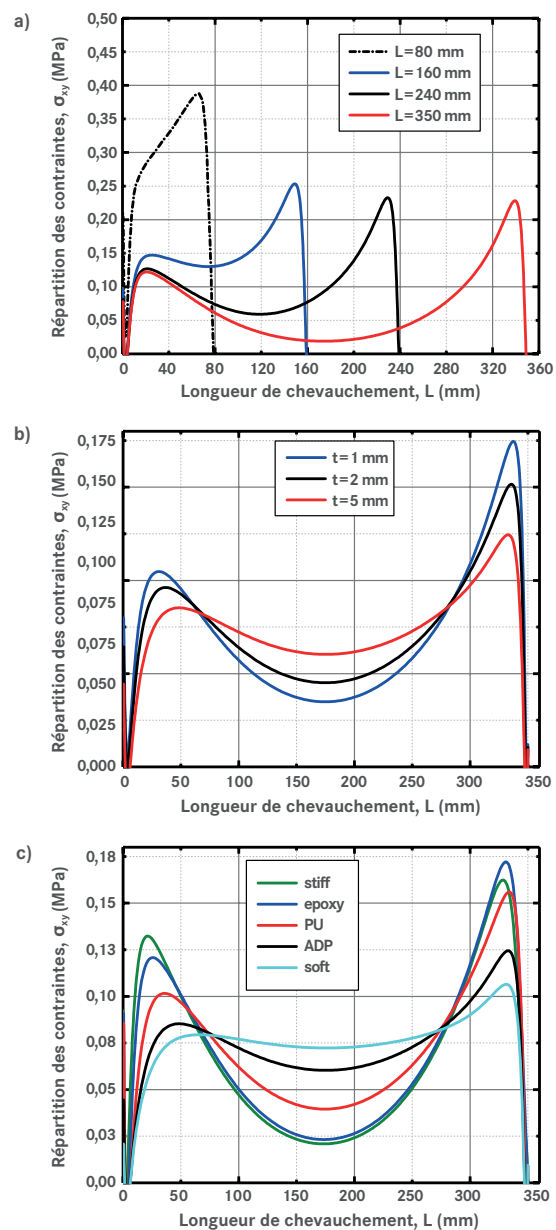 a)
0,50
0,45
0,40
0,35
0,30
0,25
0,20
0,15
0,10
0,05
0,00
Répartition des contraintes, σxy (MPa)
L=80 mm
L=160 mm
L=240 mm
L=350 mm
0 40 80 120 160 200 240 280 320 360
Longueur de chevauchement, L (mm)
b)
0,175
0,150
0,125
0,100
0,075
0,050
0,025
0,000
Répartition des contraintes, σxy (MPa)
t=1 mm
t=2 mm
t=5 mm
0 50 100 150 200 250 300 350
Longueur de chevauchement, L (mm)
c)
0,18
0,15
0,13
0,10
0,08
0,05
0,03
Répartition des contraintes, σxy (MPa)
stiff
epoxy
PU
ADP
soft
0 50 100 150 200 250 300 350
Longueur de chevauchement, L (mm)